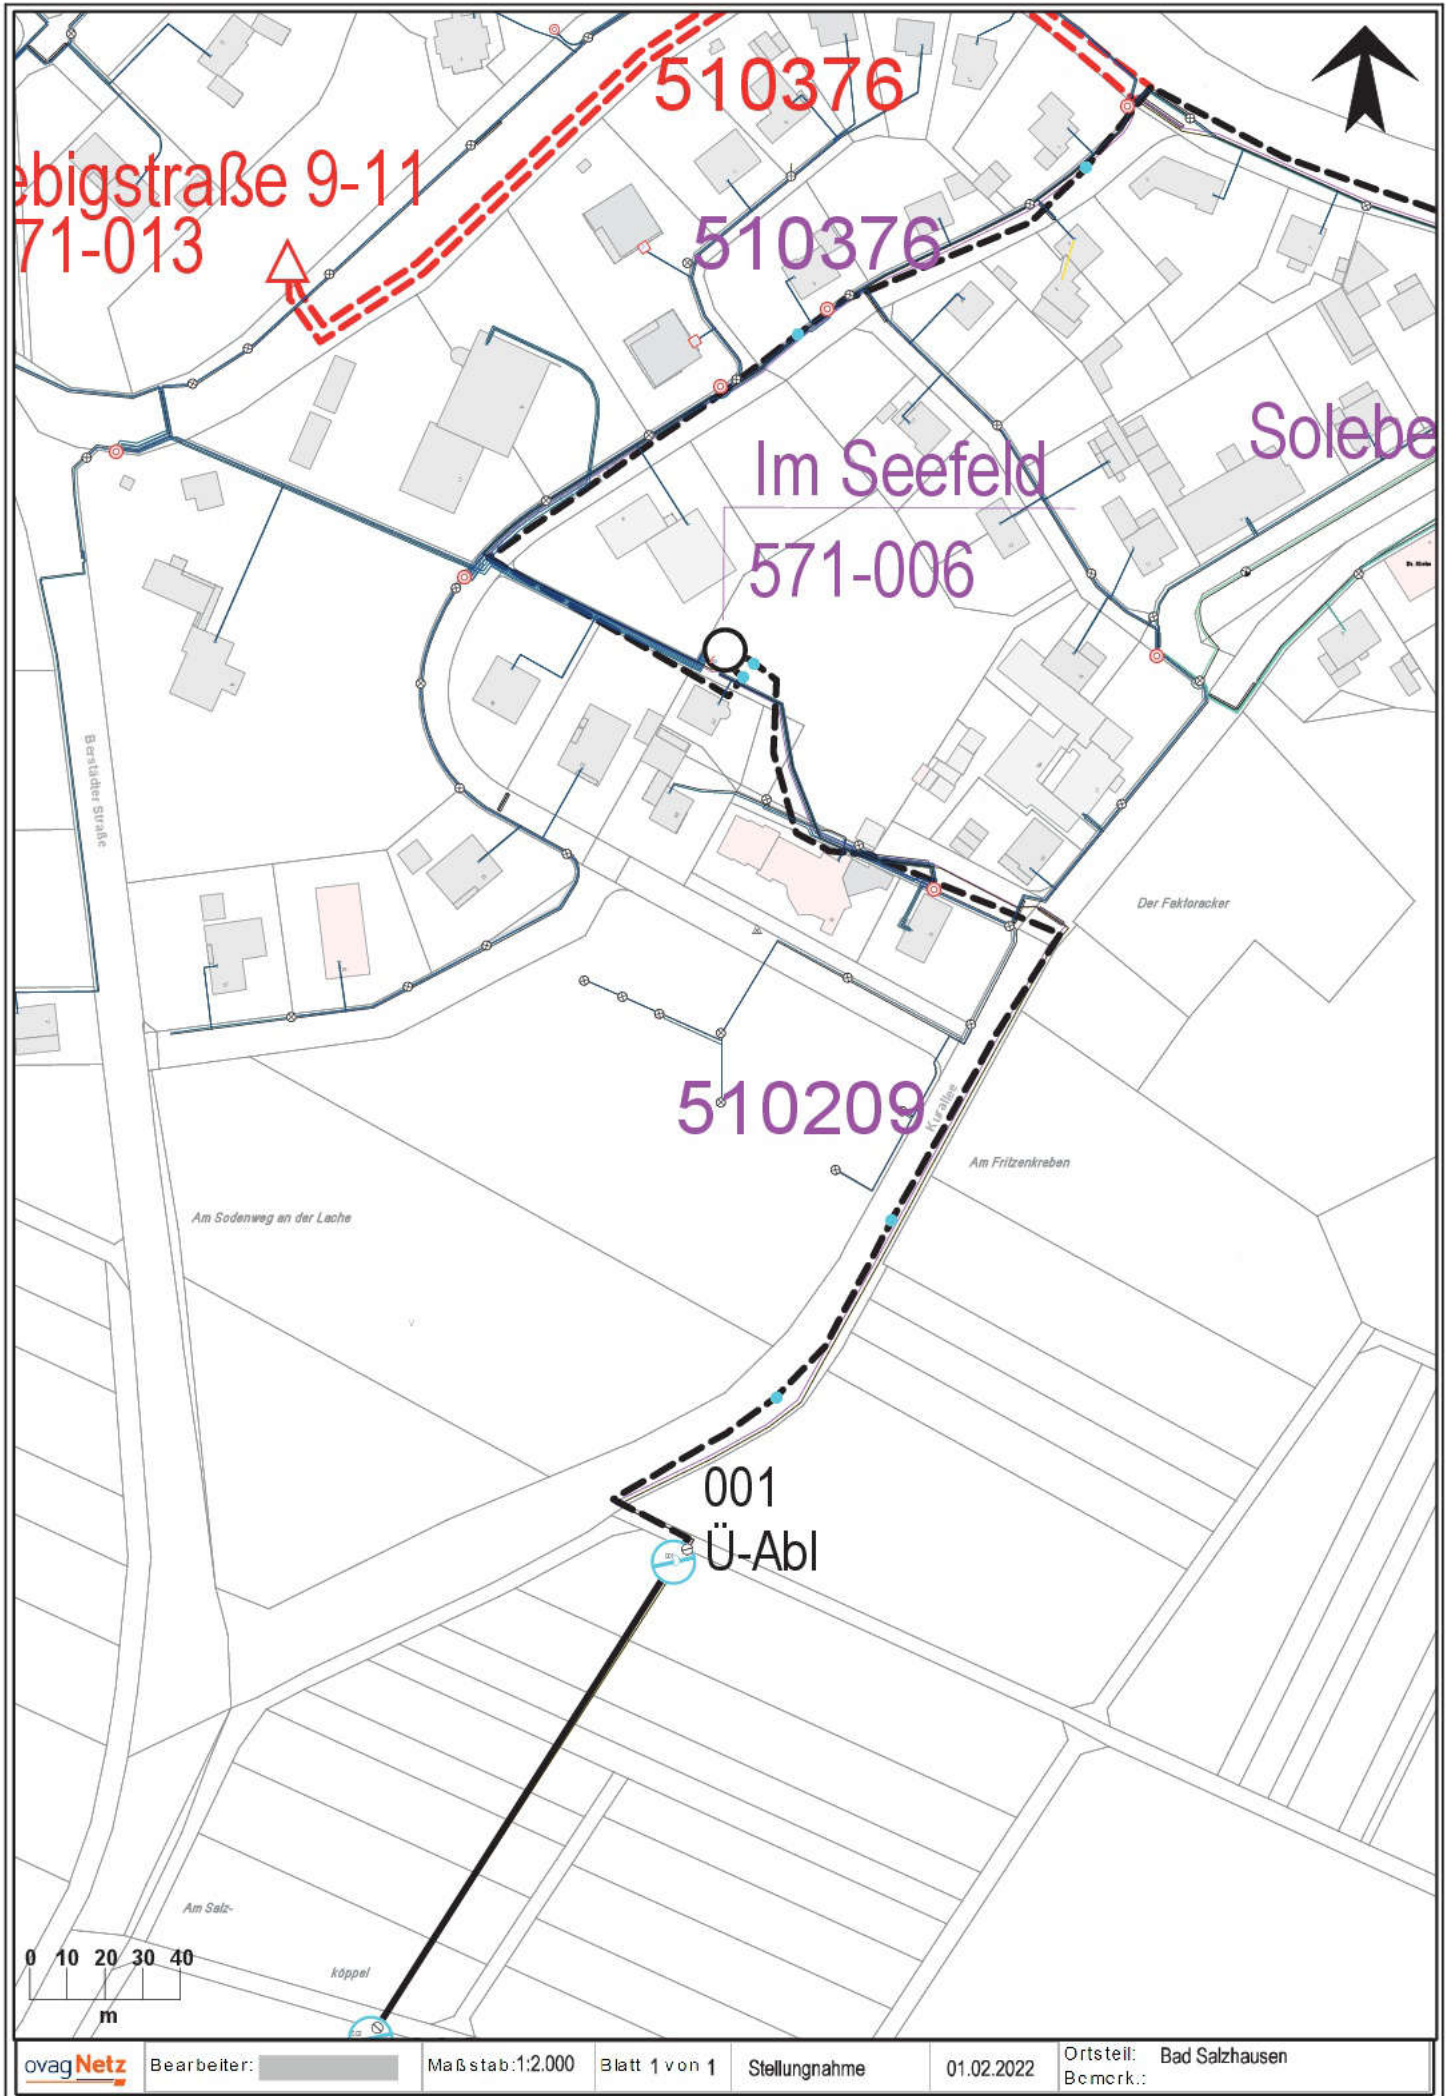 510376
ebigstraße 9-11
71-013
510376
Solebe
Im Seefeld
571-006
Berstädter Straße
Der Faktoracker
510209
Kurallee
Am Fritzenkreben
Am Sodenweg an der Lache
001
Ü-Abl
Am Salz-
köppel
0 10 20 30 40
m
ovag Netz
Bearbeiter:
Maßstab:1:2.000
Blatt 1 von 1
Stellungnahme
01.02.2022
Ortsteil: Bad Salzhausen
Bemerk.: